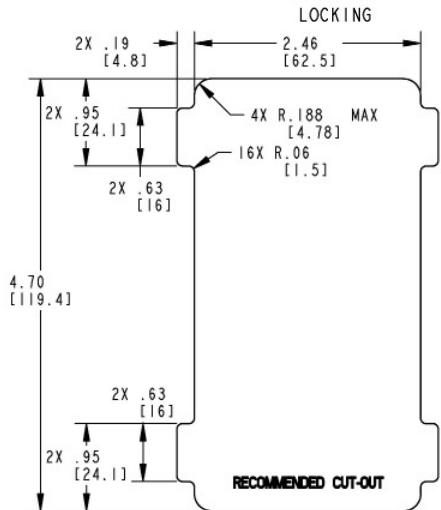 LOCKING
2X .19
[4.8]
2.46
[62.5]
2X .95
[24.1]
4X R.188 MAX
[4.78]
16X R.06
[1.5]
2X .63
[16]
4.70
[119.4]
2X .63
[16]
2X .95
[24.1]
RECOMMENDED CUT-OUT